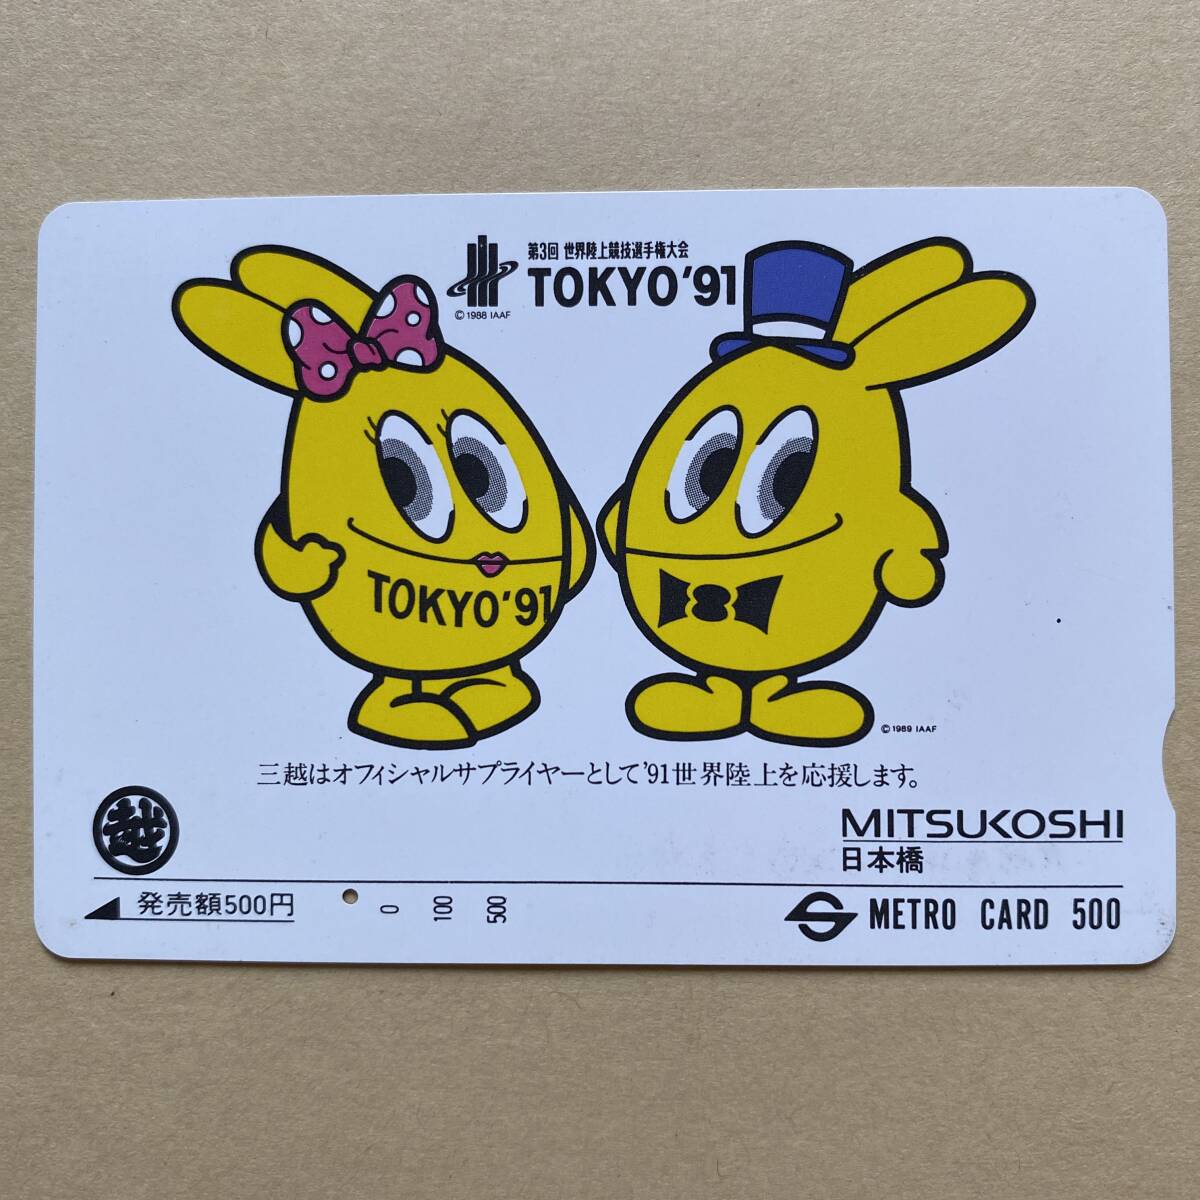 第3回 世界陸上競技選手権大会
TOKYO'91
©1988 IAAF
TOKYO'91
©1989 IAAF
三越はオフィシャルサプライヤーとして'91世界陸上を応援します。
越
MITSUKOSHI
日本橋
発売額500円
0 100 500
METRO CARD 500